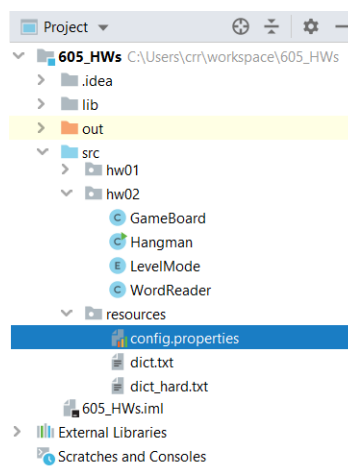 Project
605_HWs C:\Users\crr\workspace\605_HWs
.idea
lib
out
src
hw01
hw02
C GameBoard
C Hangman
E LevelMode
C WordReader
resources
config.properties
dict.txt
dict_hard.txt
605_HWs.iml
External Libraries
Scratches and Consoles